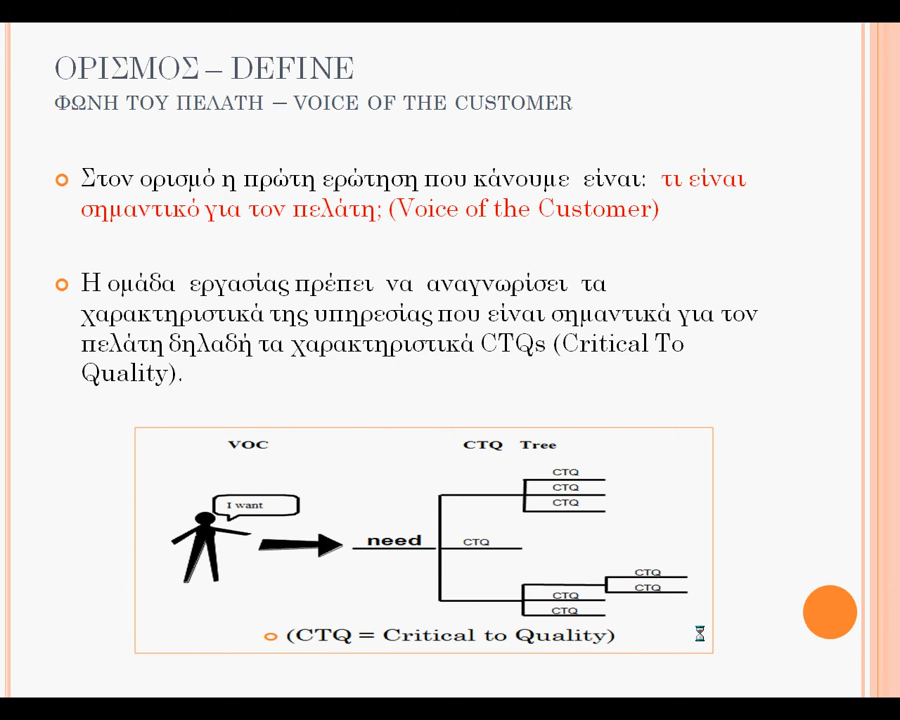 ΟΡΙΣΜΟΣ – DEFINE
ΦΩΝΗ ΤΟΥ ΠΕΛΑΤΗ – VOICE OF THE CUSTOMER
Στον ορισμό η πρώτη ερώτηση που κάνουμε είναι: τι είναι
σημαντικό για τον πελάτη; (Voice of the Customer)
Η ομάδα εργασίας πρέπει να αναγνωρίσει τα
χαρακτηριστικά της υπηρεσίας που είναι σημαντικά για τον
πελάτη δηλαδή τα χαρακτηριστικά CTQs (Critical To
Quality).
VOC
CTQ Tree
I want
need
CTQ
CTQ
CTQ
CTQ
CTQ
CTQ
CTQ
CTQ
(CTQ = Critical to Quality)